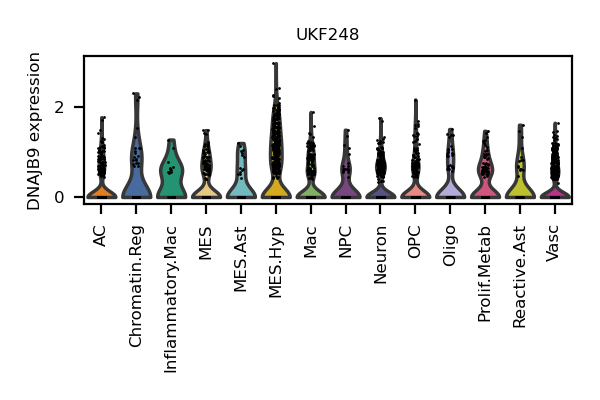 UKF248
DNAJB9 expression
2
0
AC
Chromatin.Reg
Inflammatory.Mac
MES
MES.Ast
MES.Hyp
Mac
NPC
Neuron
OPC
Oligo
Prolif.Metab
Reactive.Ast
Vasc